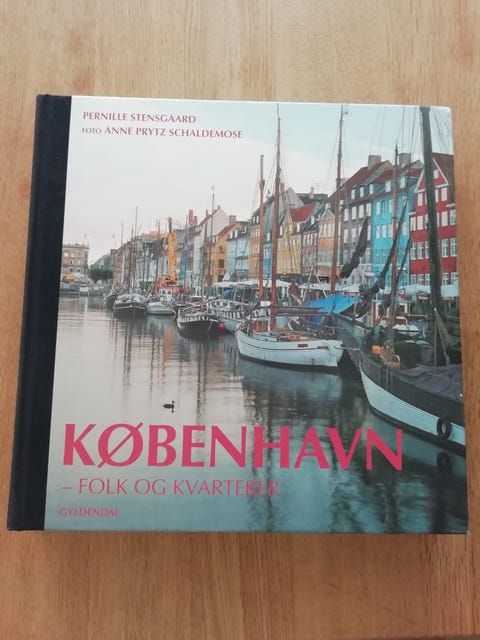 PERNILLE STENSGAARD
FOTO ANNE PRYTZ SCHALDEMOSE
KØBENHAVN
– FOLK OG KVARTERER
GYLDENDAL